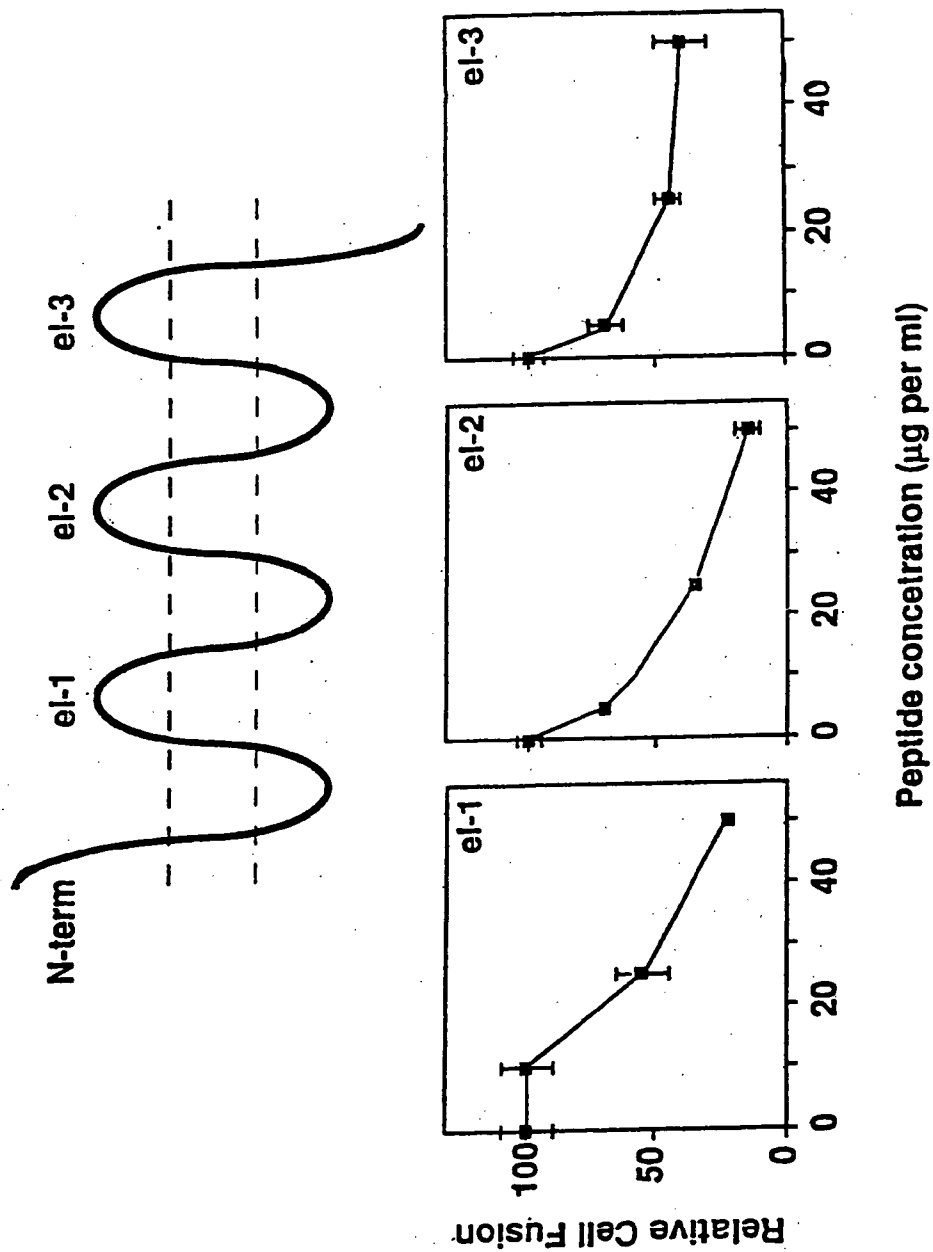 N-term
el-1
el-2
el-3
Relative Cell Fusion
100
50
0
el-1
0
20
40
el-2
0
20
40
el-3
0
20
40
Peptide concetration (µg per ml)